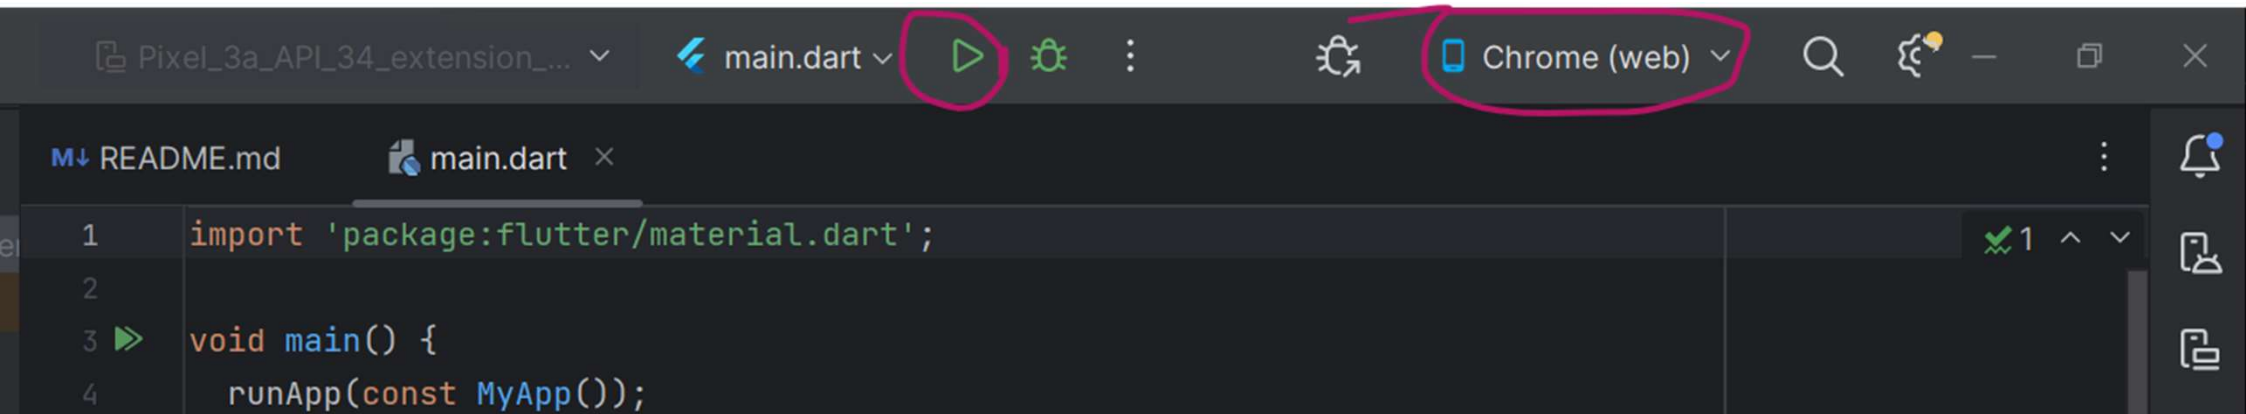 Pixel_3a_API_34_extension_... main.dart Chrome (web)
M↓ README.md main.dart
1 import 'package:flutter/material.dart'; 1
2
3 void main() {
4 runApp(const MyApp());